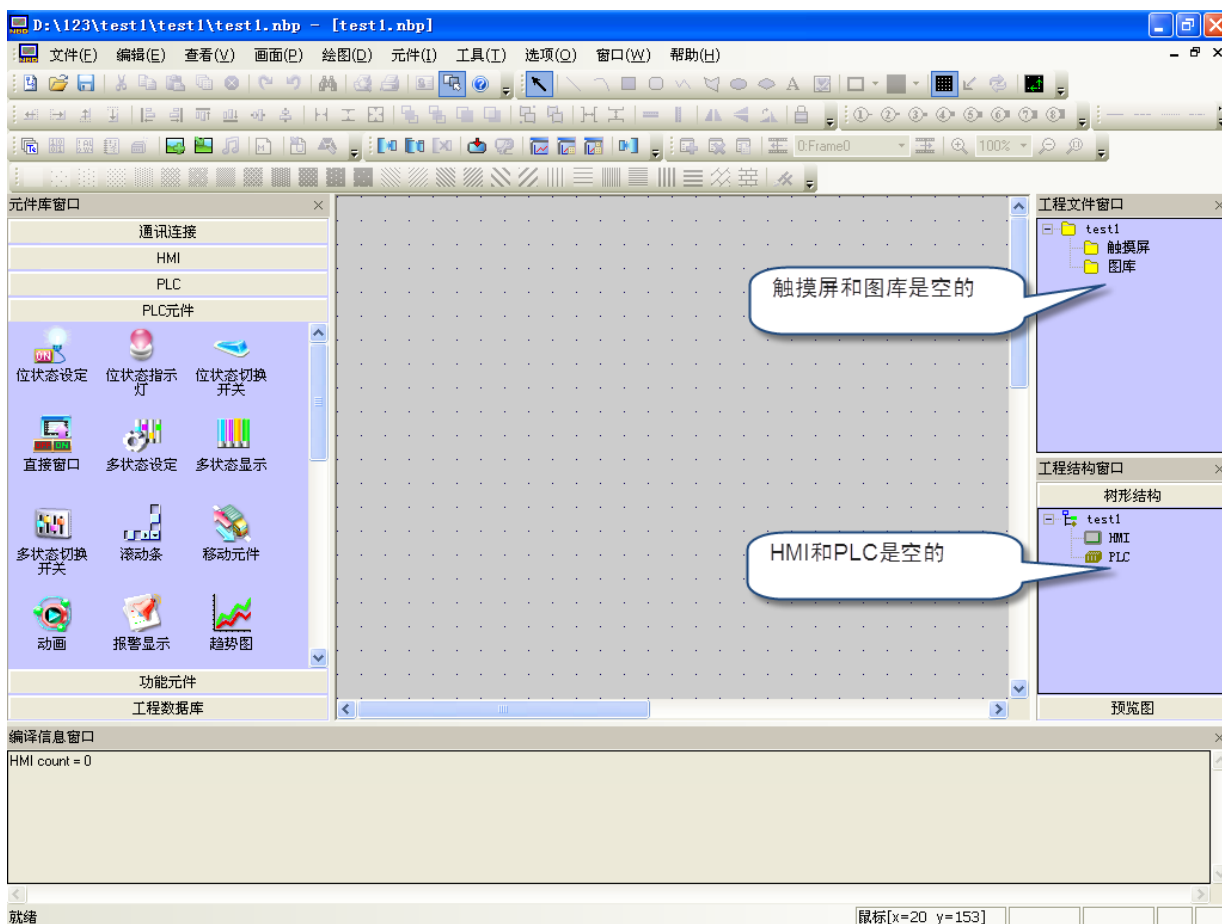 D:\123\test1\test1\test1.nbp - [test1.nbp]
文件(F) 编辑(E) 查看(V) 画面(P) 绘图(D) 元件(I) 工具(T) 选项(O) 窗口(W) 帮助(H)
0:Frame0 100%
元件库窗口
通讯连接
HMI
PLC
PLC元件
位状态设定 位状态指示灯 位状态切换开关
直接窗口 多状态设定 多状态显示
多状态切换开关 滚动条 移动元件
动画 报警显示 趋势图
功能元件
工程数据库
触摸屏和图库是空的
HMI和PLC是空的
工程文件窗口
test1
触摸屏
图库
工程结构窗口
树形结构
test1
HMI
PLC
预览图
编译信息窗口
HMI count = 0
就绪
鼠标[x=20 y=153]